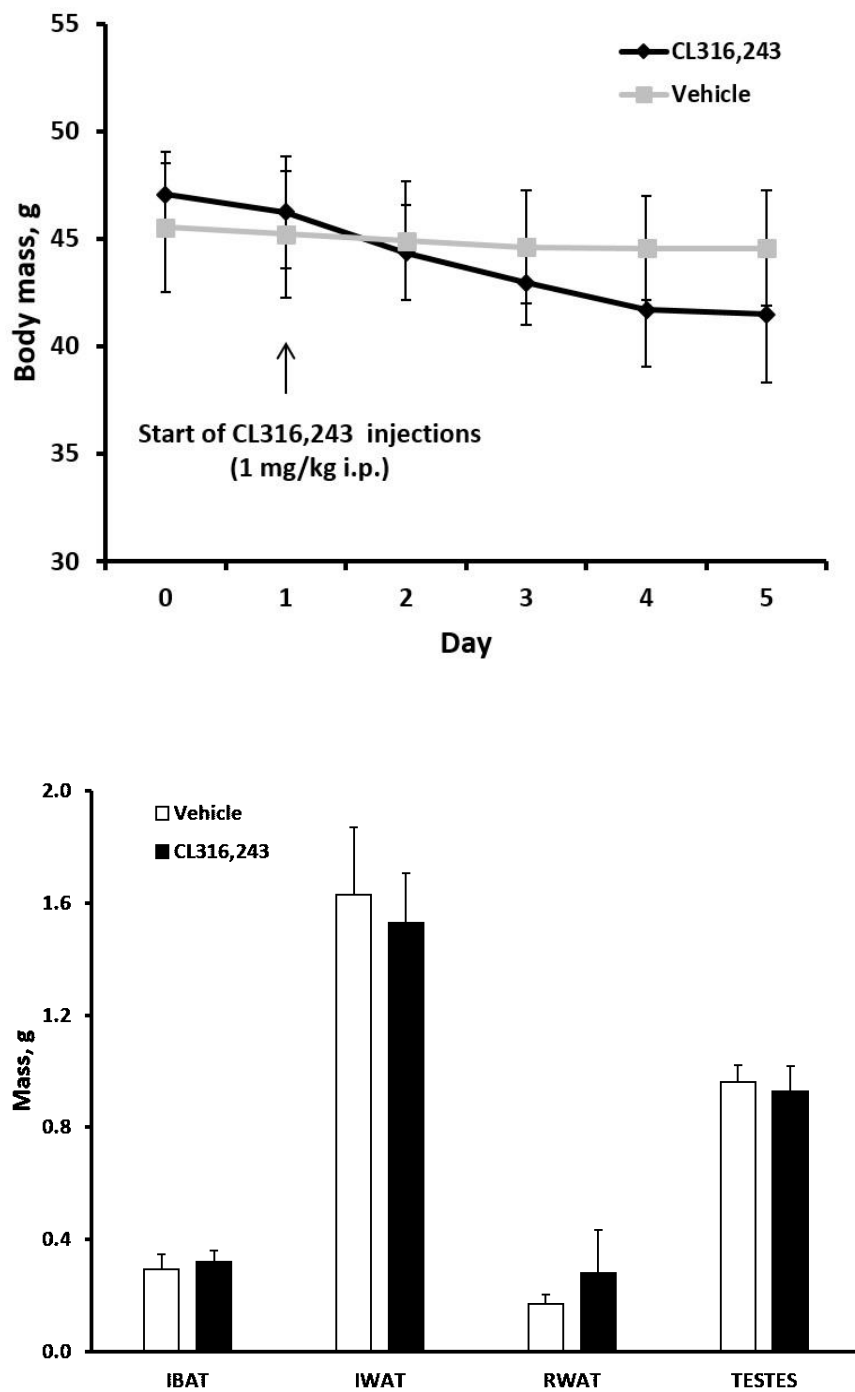 55
50
45
40
35
30
Body mass, g
CL316,243
Vehicle
Start of CL316,243 injections
(1 mg/kg i.p.)
0 1 2 3 4 5
Day
2.0
1.6
1.2
0.8
0.4
0.0
Mass, g
Vehicle
CL316,243
IBAT IWAT RWAT TESTES